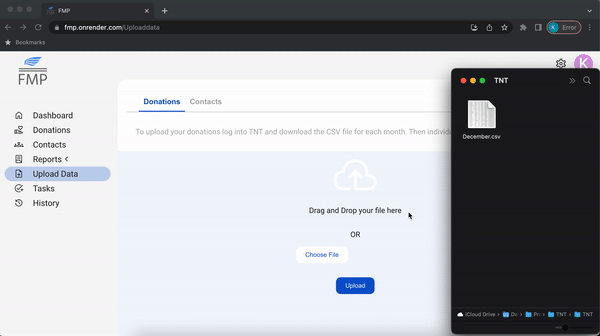 FMP
fmp.onrender.com/Uploaddata
Error
Bookmarks
FMP
K
TNT
Dashboard
Donations
Contacts
Reports
Upload Data
Tasks
History
Donations
Contacts
To upload your donations log into TNT and download the CSV file for each month. Then individ
Drag and Drop your file here
OR
Choose File
Upload
December.csv
iCloud Drive › Do › Pr › TNT › TNT